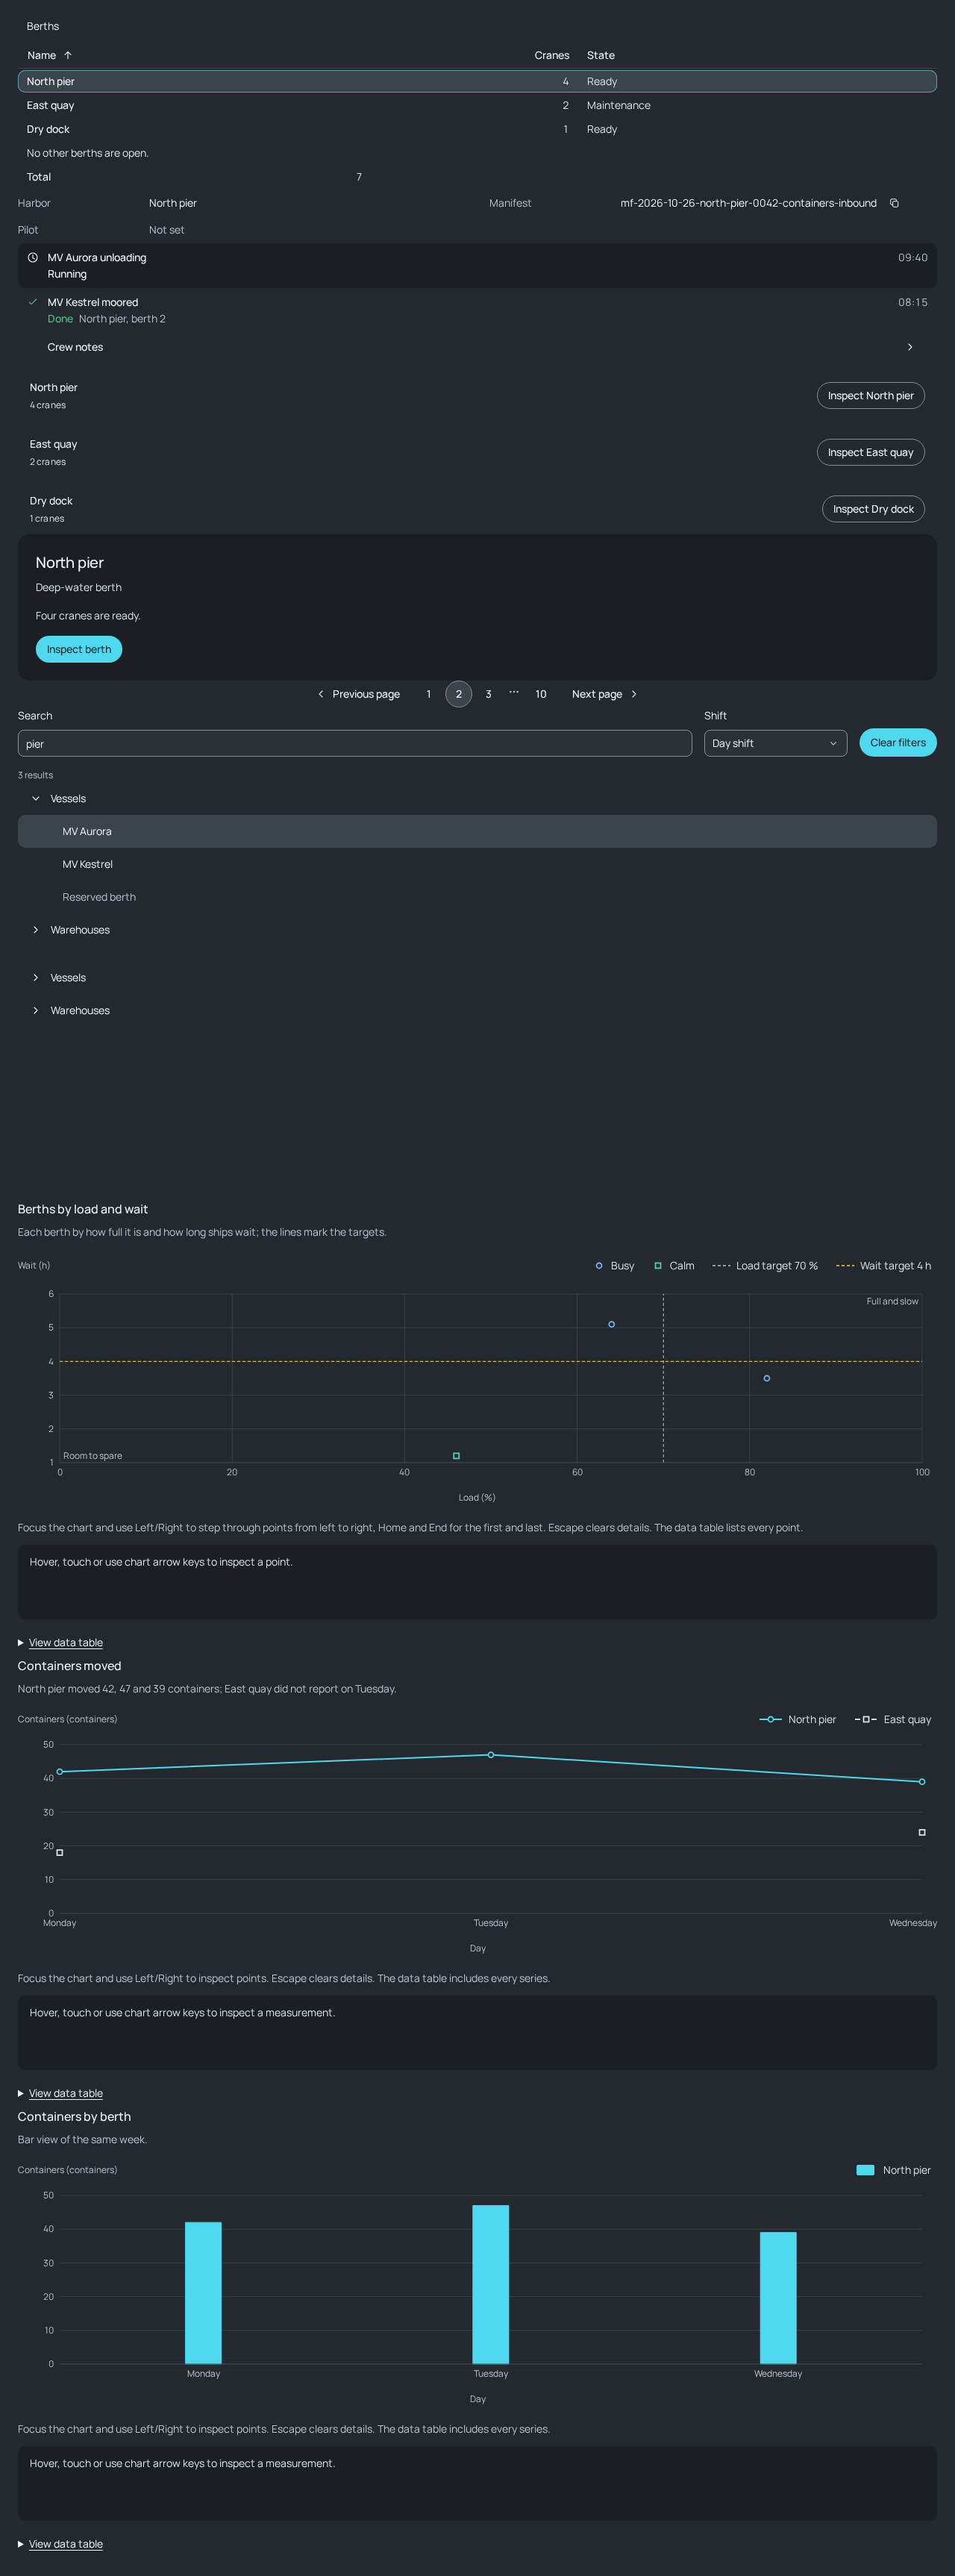 Berths
Name Cranes State
North pier 4 Ready
East quay 2 Maintenance
Dry dock 1 Ready
No other berths are open.
Total 7
Harbor North pier Manifest mf-2026-10-26-north-pier-0042-containers-inbound
Pilot Not set
MV Aurora unloading 09:40
Running
MV Kestrel moored 08:15
Done North pier, berth 2
Crew notes
North pier
4 cranes
Inspect North pier
East quay
2 cranes
Inspect East quay
Dry dock
1 cranes
Inspect Dry dock
North pier
Deep-water berth
Four cranes are ready.
Inspect berth
Previous page 1 2 3 ... 10 Next page
Search Shift
pier Day shift Clear filters
3 results
Vessels
MV Aurora
MV Kestrel
Reserved berth
Warehouses
Vessels
Warehouses
Berths by load and wait
Each berth by how full it is and how long ships wait; the lines mark the targets.
Wait (h) Busy Calm Load target 70 % Wait target 4 h
6 Full and slow
5
4
3
2
Room to spare
1
0 20 40 60 80 100
Load (%)
Focus the chart and use Left/Right to step through points from left to right, Home and End for the first and last. Escape clears details. The data table lists every point.
Hover, touch or use chart arrow keys to inspect a point.
View data table
Containers moved
North pier moved 42, 47 and 39 containers; East quay did not report on Tuesday.
Containers (containers) North pier East quay
50
40
30
20
10
0
Monday Tuesday Wednesday
Day
Focus the chart and use Left/Right to inspect points. Escape clears details. The data table includes every series.
Hover, touch or use chart arrow keys to inspect a measurement.
View data table
Containers by berth
Bar view of the same week.
Containers (containers) North pier
50
40
30
20
10
0
Monday Tuesday Wednesday
Day
Focus the chart and use Left/Right to inspect points. Escape clears details. The data table includes every series.
Hover, touch or use chart arrow keys to inspect a measurement.
View data table